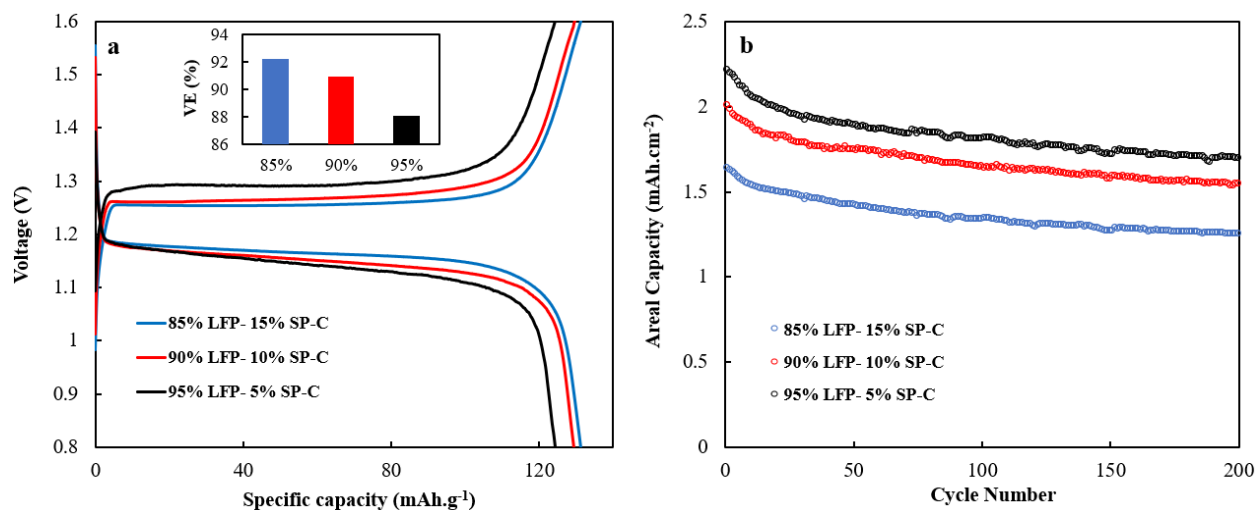 a
Voltage (V)
1.6
1.5
1.4
1.3
1.2
1.1
1
0.9
0.8
0
40
80
120
Specific capacity (mAh.g⁻¹)
VE (%)
94
92
90
88
86
85%
90%
95%
85% LFP- 15% SP-C
90% LFP- 10% SP-C
95% LFP- 5% SP-C
b
Areal Capacity (mAh.cm⁻²)
2.5
2
1.5
1
0.5
0
0
50
100
150
200
Cycle Number
85% LFP- 15% SP-C
90% LFP- 10% SP-C
95% LFP- 5% SP-C